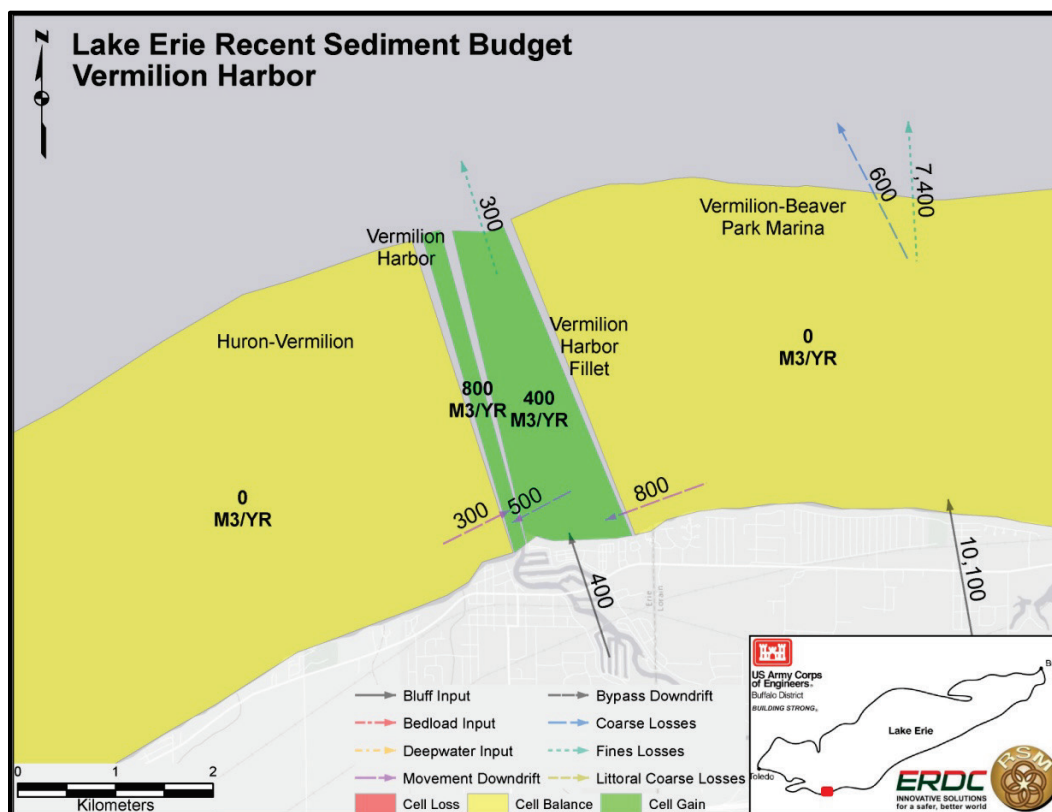 N
Lake Erie Recent Sediment Budget
Vermilion Harbor
7,400
600
300
Vermilion-Beaver
Park Marina
Vermilion
Harbor
Huron-Vermilion
Vermilion
Harbor
Fillet
0
M3/YR
800
M3/YR
400
M3/YR
0
M3/YR
300
500
800
400
10,100
Erie
Lorain
0
1
2
Kilometers
Bluff Input
Bedload Input
Deepwater Input
Movement Downdrift
Bypass Downdrift
Coarse Losses
Fines Losses
Littoral Coarse Losses
Cell Loss
Cell Balance
Cell Gain
US Army Corps
of Engineers®
Buffalo District
BUILDING STRONG®
B
Lake Erie
Toledo
ERDC
INNOVATIVE SOLUTIONS
for a safer, better world
RSM